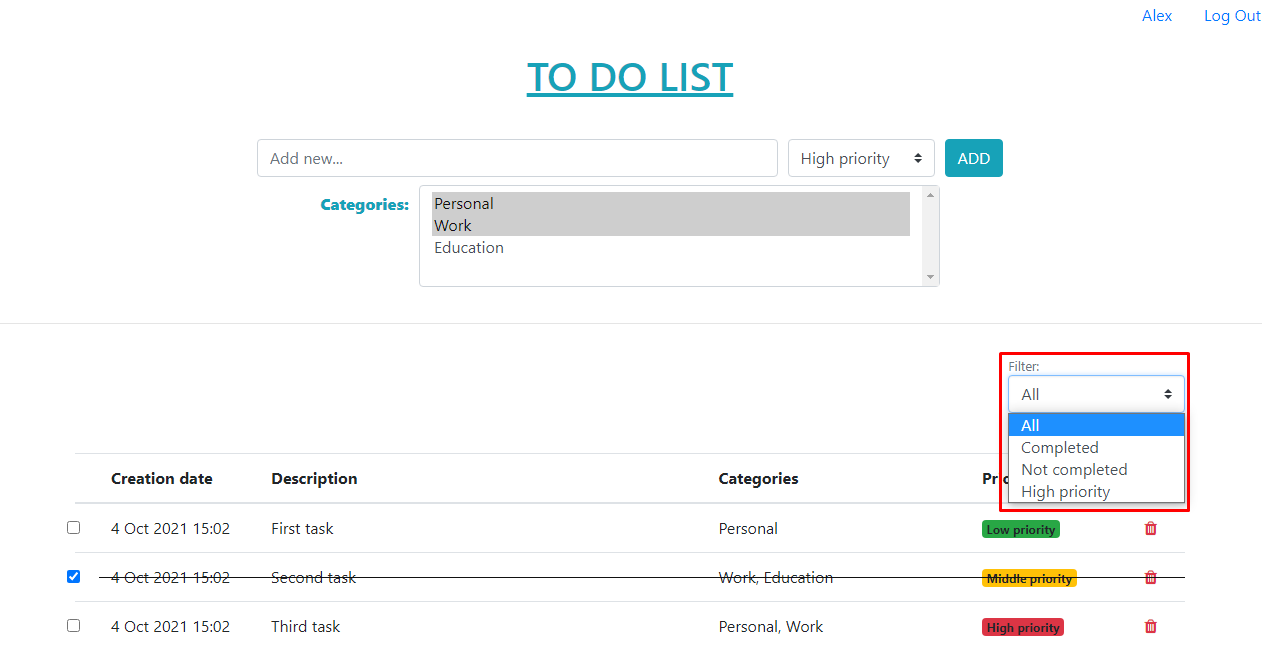 Alex Log Out
TO DO LIST
Add new... High priority ADD
Categories: Personal
Work
Education
Filter:
All
All
Completed
Not completed
High priority
Creation date Description Categories
4 Oct 2021 15:02 First task Personal Low priority
4 Oct 2021 15:02 Second task Work, Education Middle priority
4 Oct 2021 15:02 Third task Personal, Work High priority